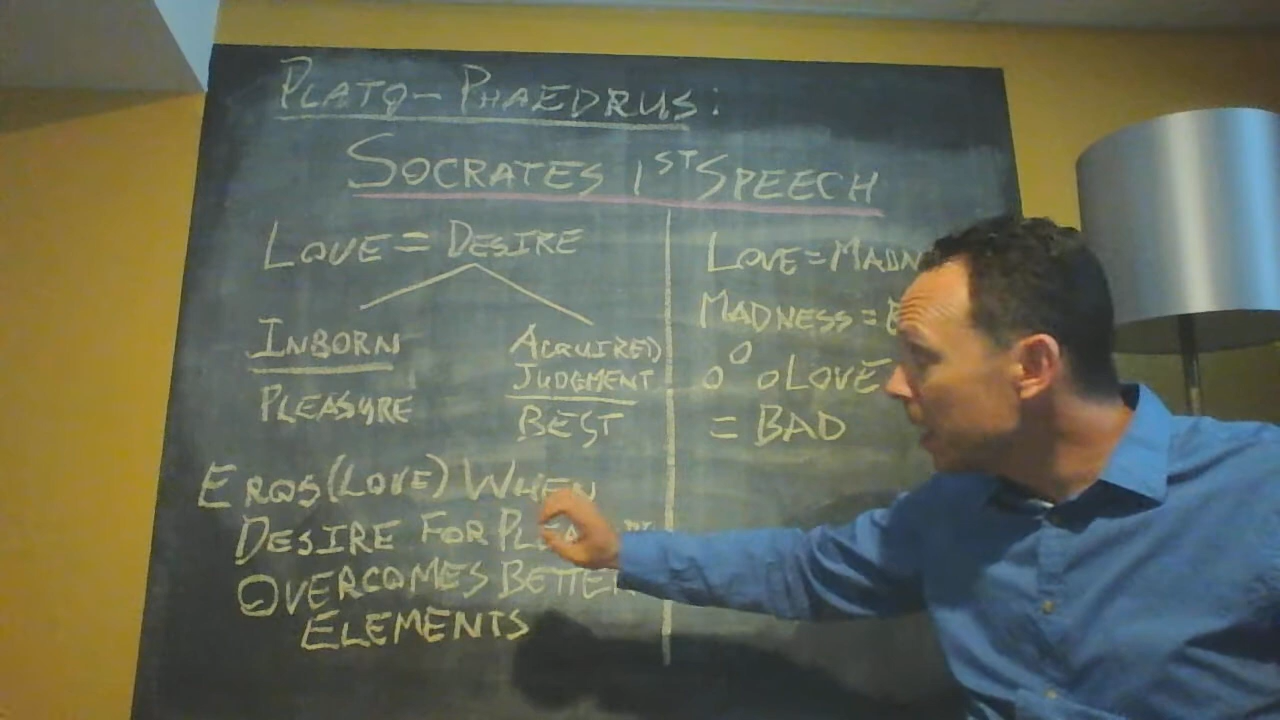 PLATO - PHAEDRUS:
SOCRATES 1ST SPEECH
LOVE = DESIRE
INBORN
PLEASURE
ACQUIRED
JUDGMENT
BEST
EROS (LOVE) WHEN
DESIRE FOR
OVERCOMES BETTER
ELEMENTS
LOVE =
MADNESS =
∴ LOVE
= BAD